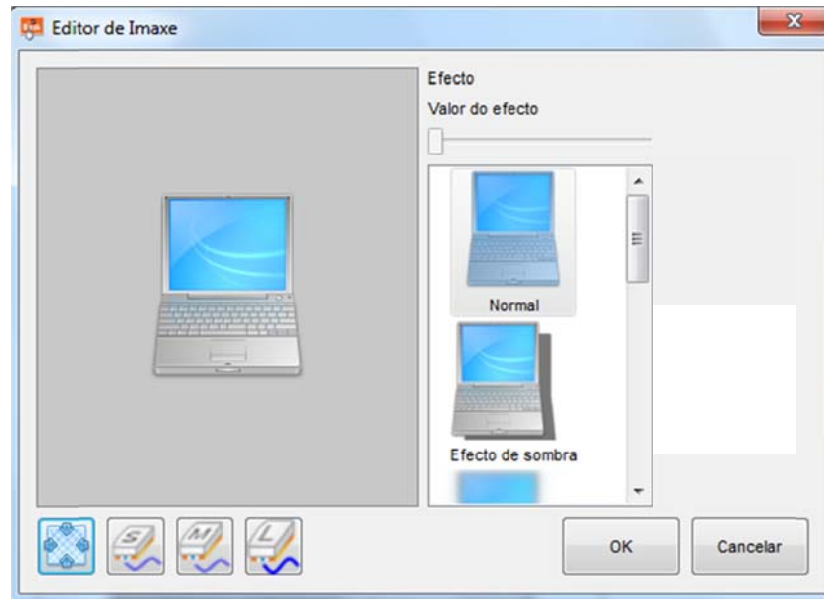 Editor de Imaxe
Efecto
Valor do efecto
Normal
Efecto de sombra
S
M
L
OK
Cancelar